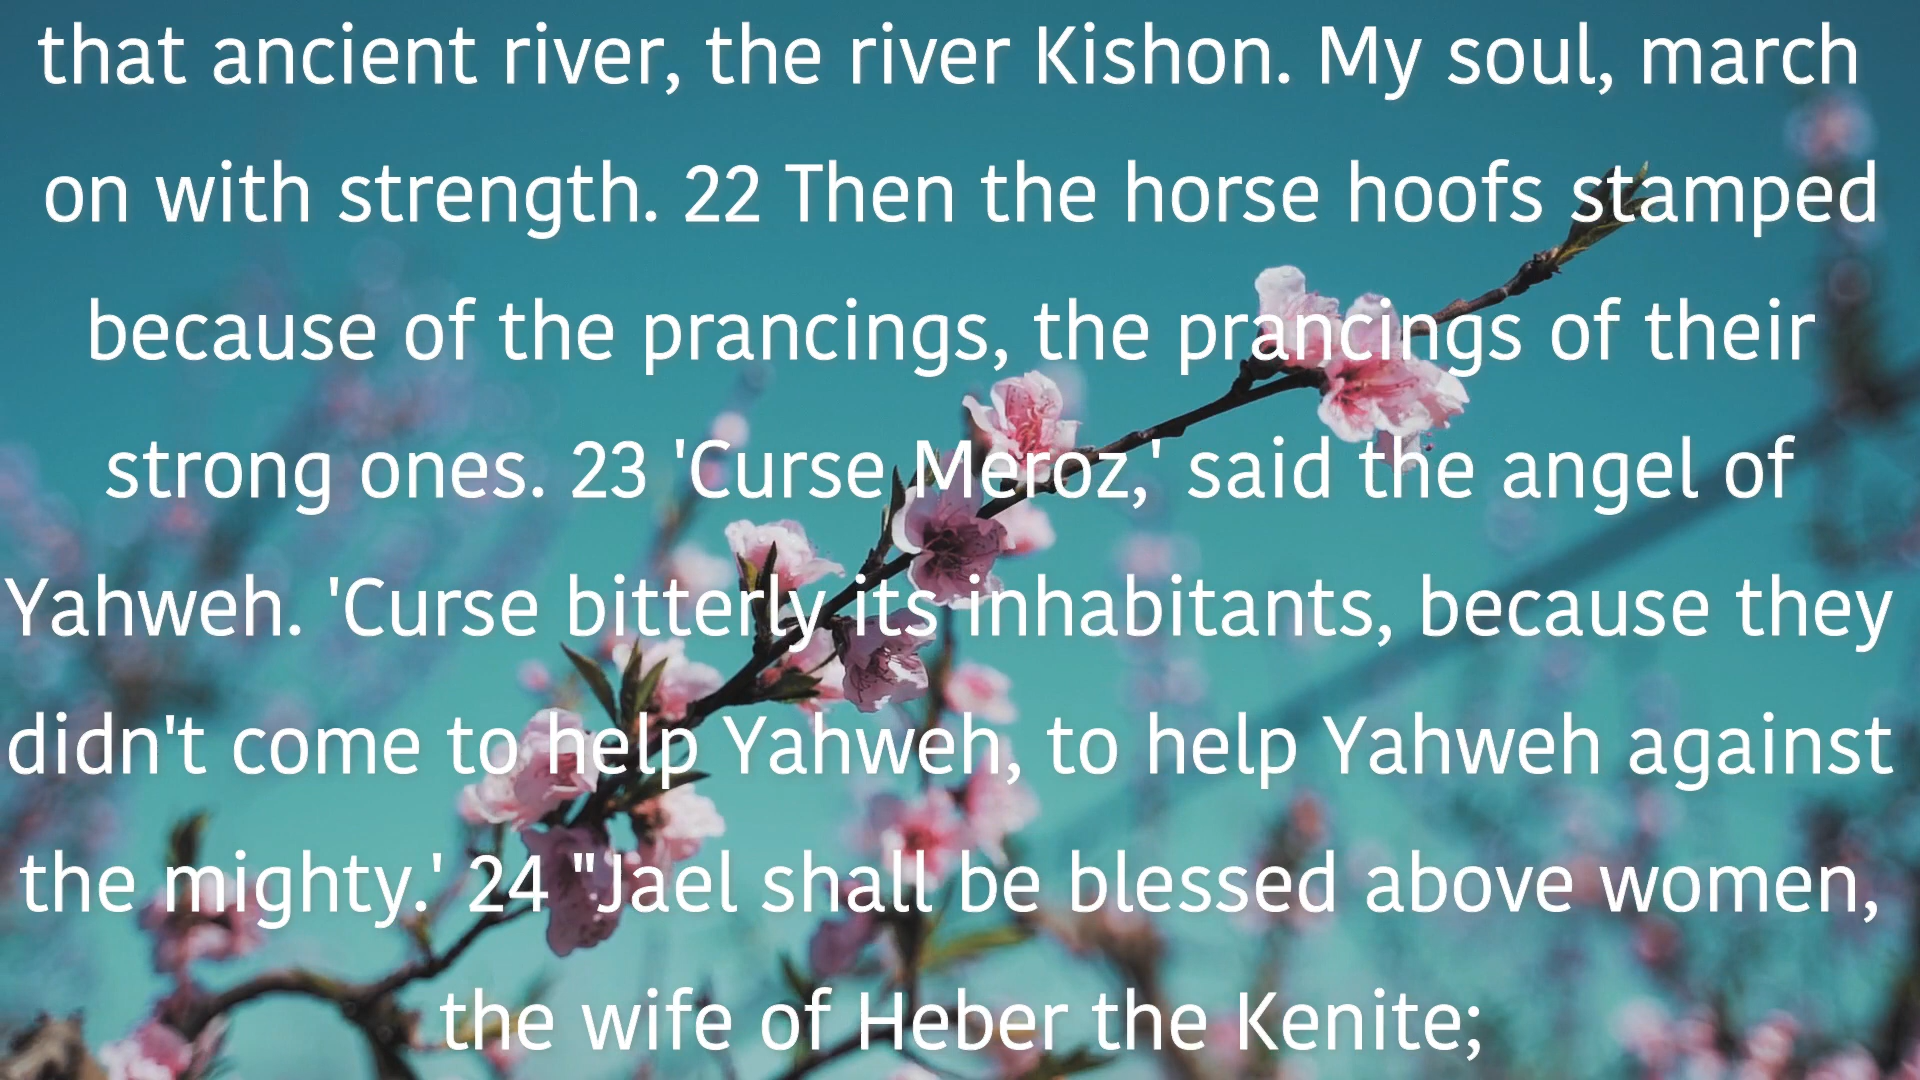 that ancient river, the river Kishon. My soul, march
on with strength. 22 Then the horse hoofs stamped
because of the prancings, the prancings of their
strong ones. 23 'Curse Meroz,' said the angel of
Yahweh. 'Curse bitterly its inhabitants, because they
didn't come to help Yahweh, to help Yahweh against
the mighty.' 24 "Jael shall be blessed above women,
the wife of Heber the Kenite;